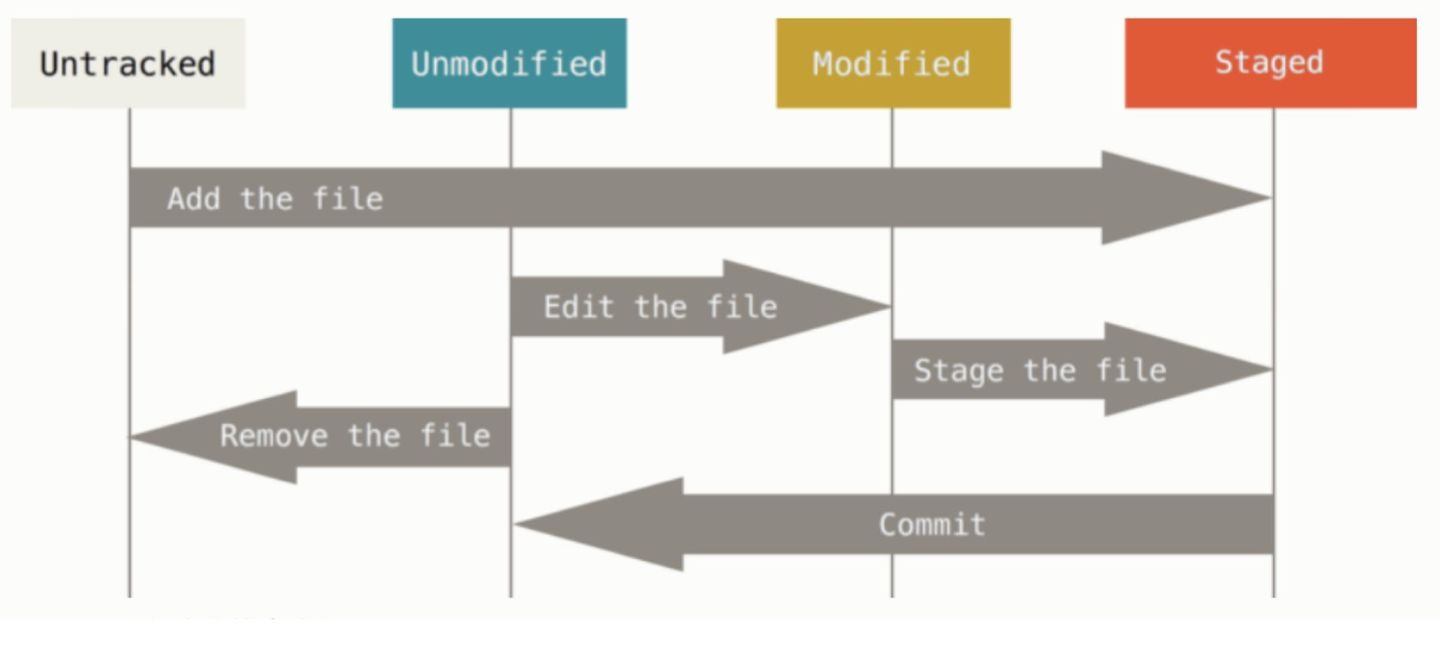 Untracked
Unmodified
Modified
Staged
Add the file
Edit the file
Stage the file
Remove the file
Commit